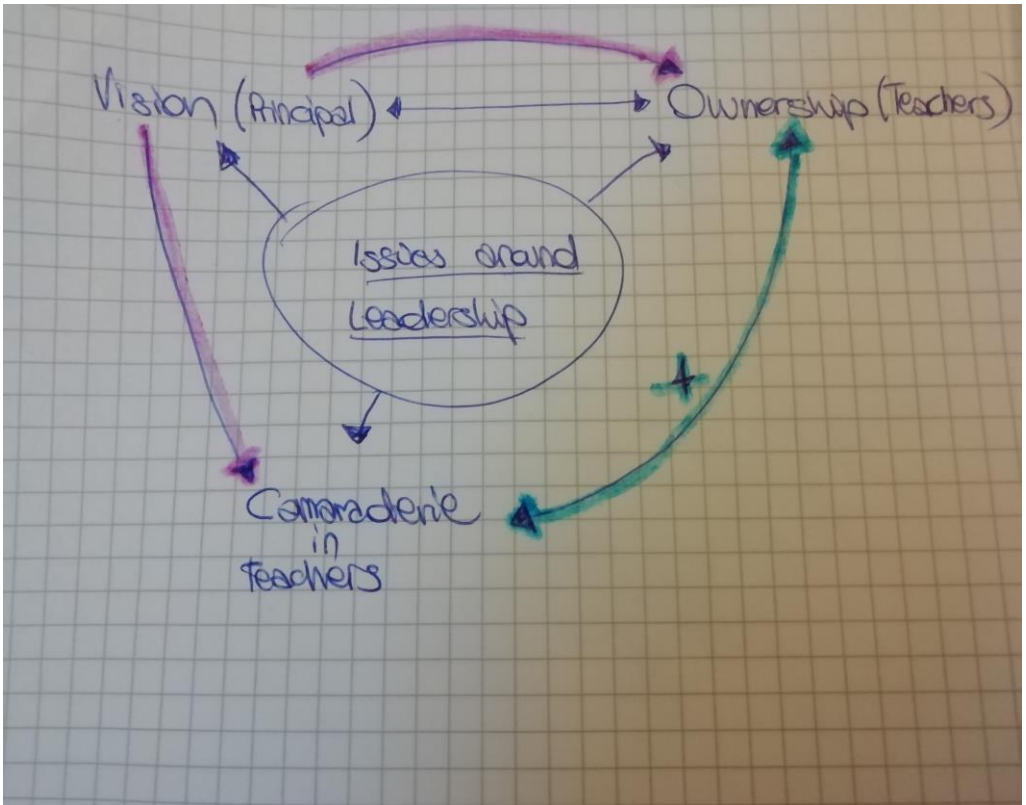 Vision (Principal) Ownership (Teachers)
Issues around
Leadership
+
Camaraderie
in
teachers